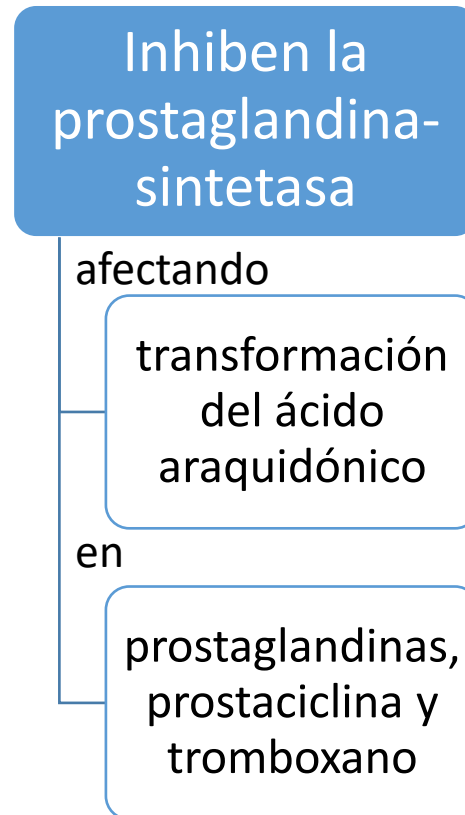 Inhiben la
prostaglandina-
sintetasa
afectando
transformación
del ácido
araquidónico
en
prostaglandinas,
prostaciclina y
tromboxano